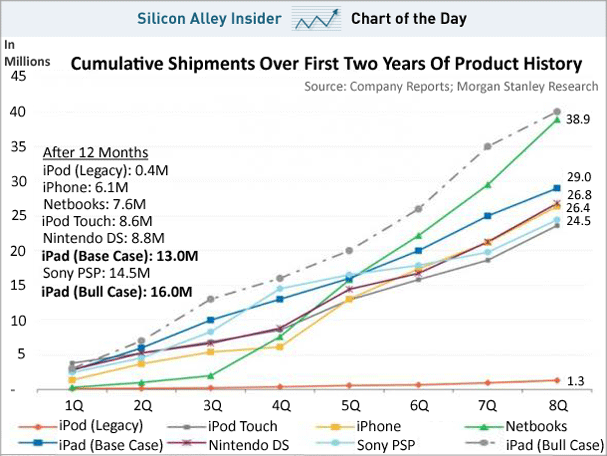 Silicon Alley Insider Chart of the Day
In
Millions
Cumulative Shipments Over First Two Years Of Product History
Source: Company Reports; Morgan Stanley Research
45
40
35
30
25
20
15
10
5
-
After 12 Months
iPod (Legacy): 0.4M
iPhone: 6.1M
Netbooks: 7.6M
iPod Touch: 8.6M
Nintendo DS: 8.8M
iPad (Base Case): 13.0M
Sony PSP: 14.5M
iPad (Bull Case): 16.0M
38.9
29.0
26.8
26.4
24.5
1.3
1Q 2Q 3Q 4Q 5Q 6Q 7Q 8Q
iPod (Legacy) iPod Touch iPhone Netbooks
iPad (Base Case) Nintendo DS Sony PSP iPad (Bull Case)